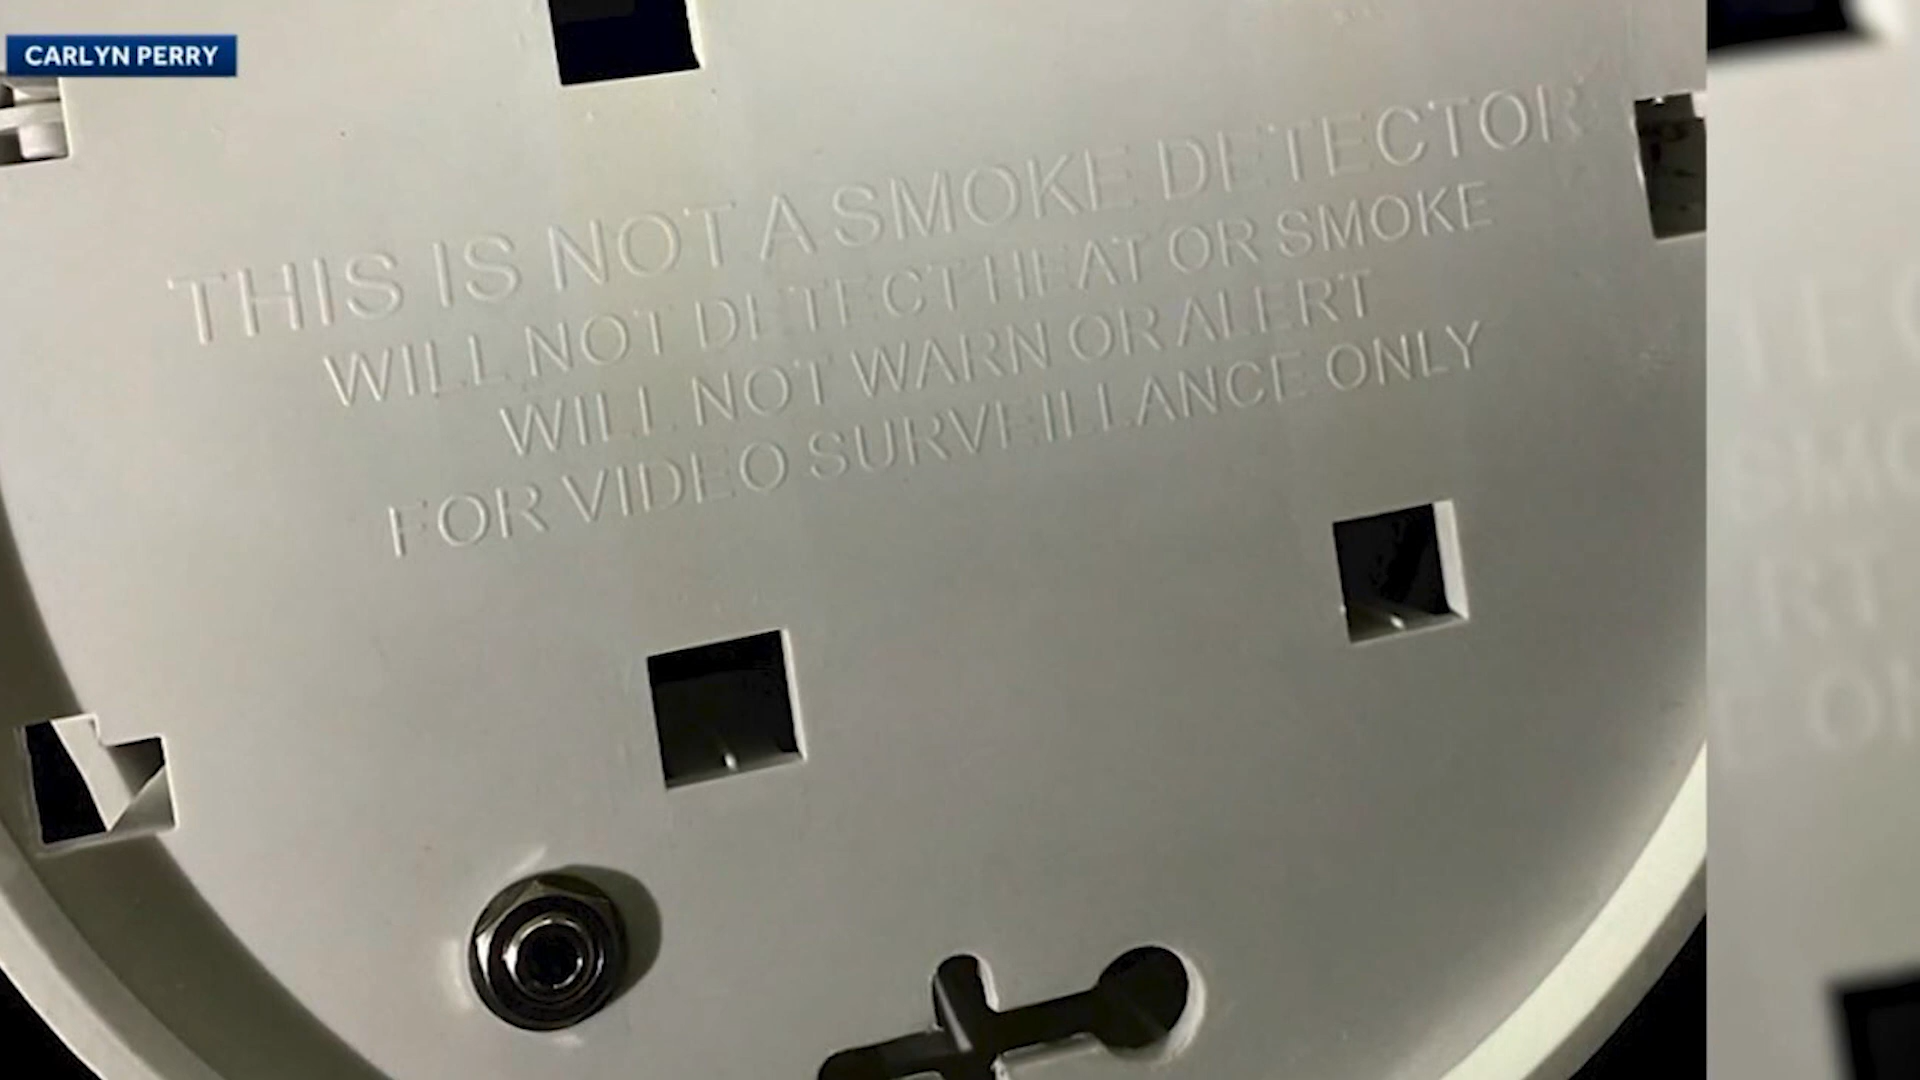 CARLYN PERRY
THIS IS NOT A SMOKE DETECTOR
WILL NOT DETECT HEAT OR SMOKE
WILL NOT WARN OR ALERT
FOR VIDEO SURVEILLANCE ONLY